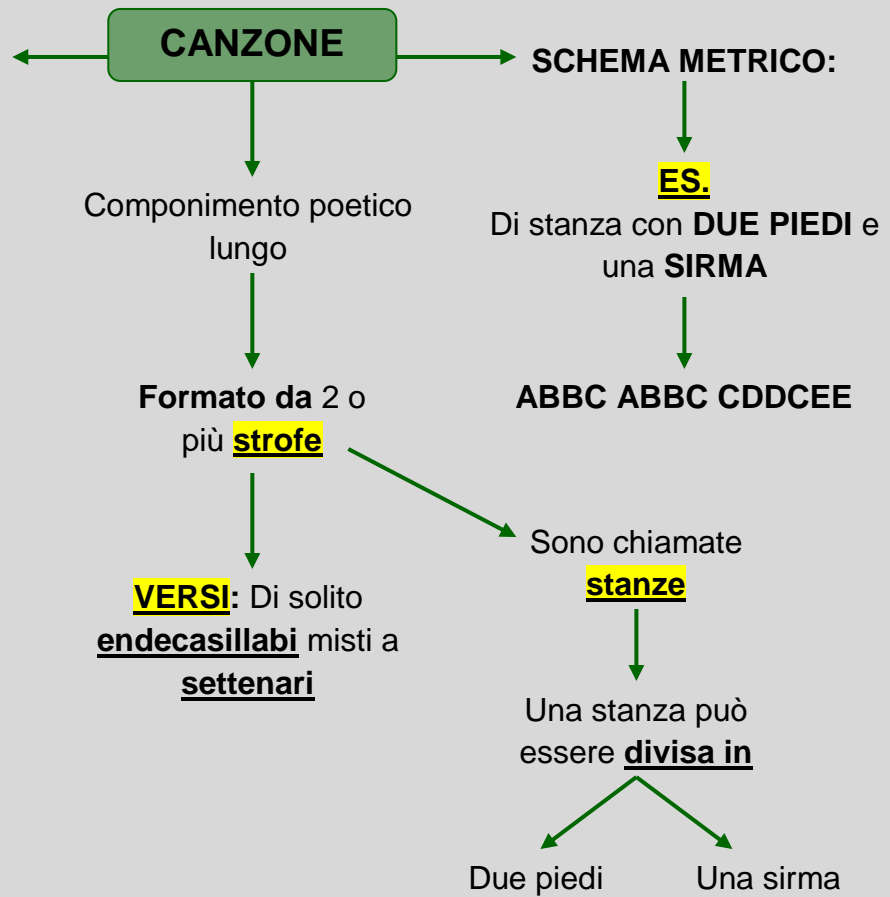 CANZONE
SCHEMA METRICO:
Componimento poetico
lungo
ES.
Di stanza con DUE PIEDI e
una SIRMA
Formato da 2 o
più strofe
ABBC ABBC CDDCEE
VERSI: Di solito
endecasillabi misti a
settenari
Sono chiamate
stanze
Una stanza può
essere divisa in
Due piedi
Una sirma